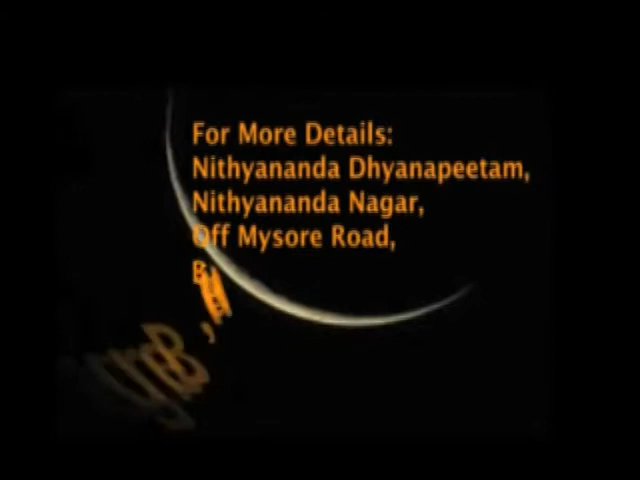 For More Details:
Nithyananda Dhyanapeetam,
Nithyananda Nagar,
Off Mysore Road,